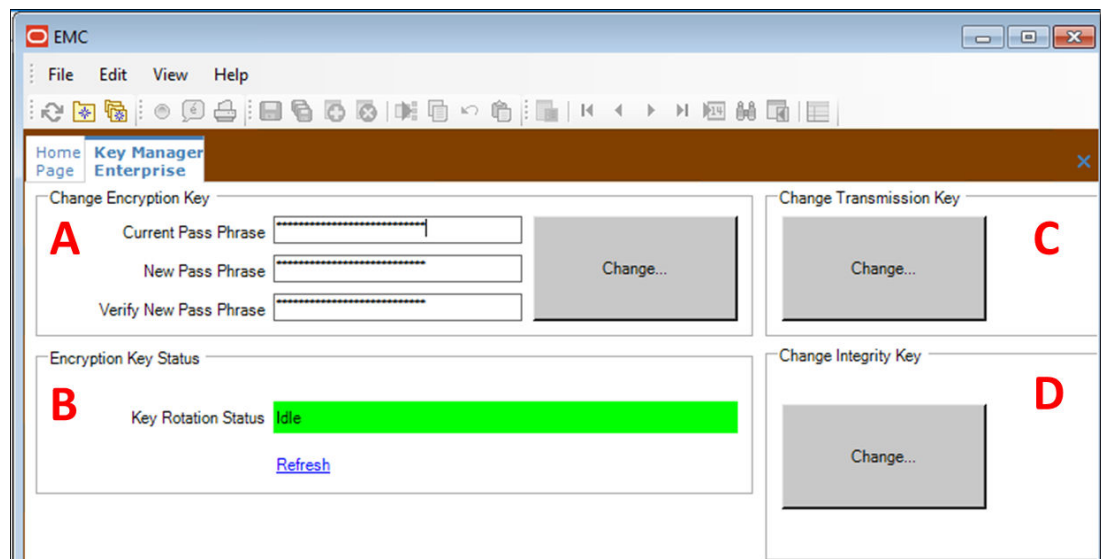 EMC
File Edit View Help
14
Home Page
Key Manager Enterprise
Change Encryption Key
A
Current Pass Phrase ***************************
New Pass Phrase ***************************
Verify New Pass Phrase ***************************
Change...
Change Transmission Key
C
Change...
Encryption Key Status
B
Key Rotation Status Idle
Refresh
Change Integrity Key
D
Change...